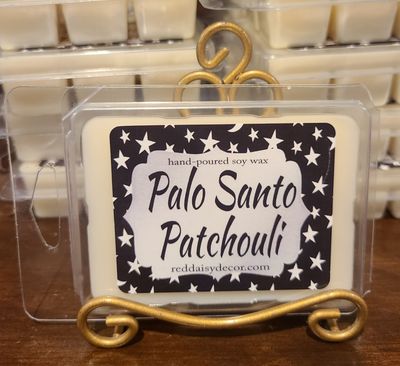 hand-poured soy wax
Palo Santo
Patchouli
reddaisydecor.com